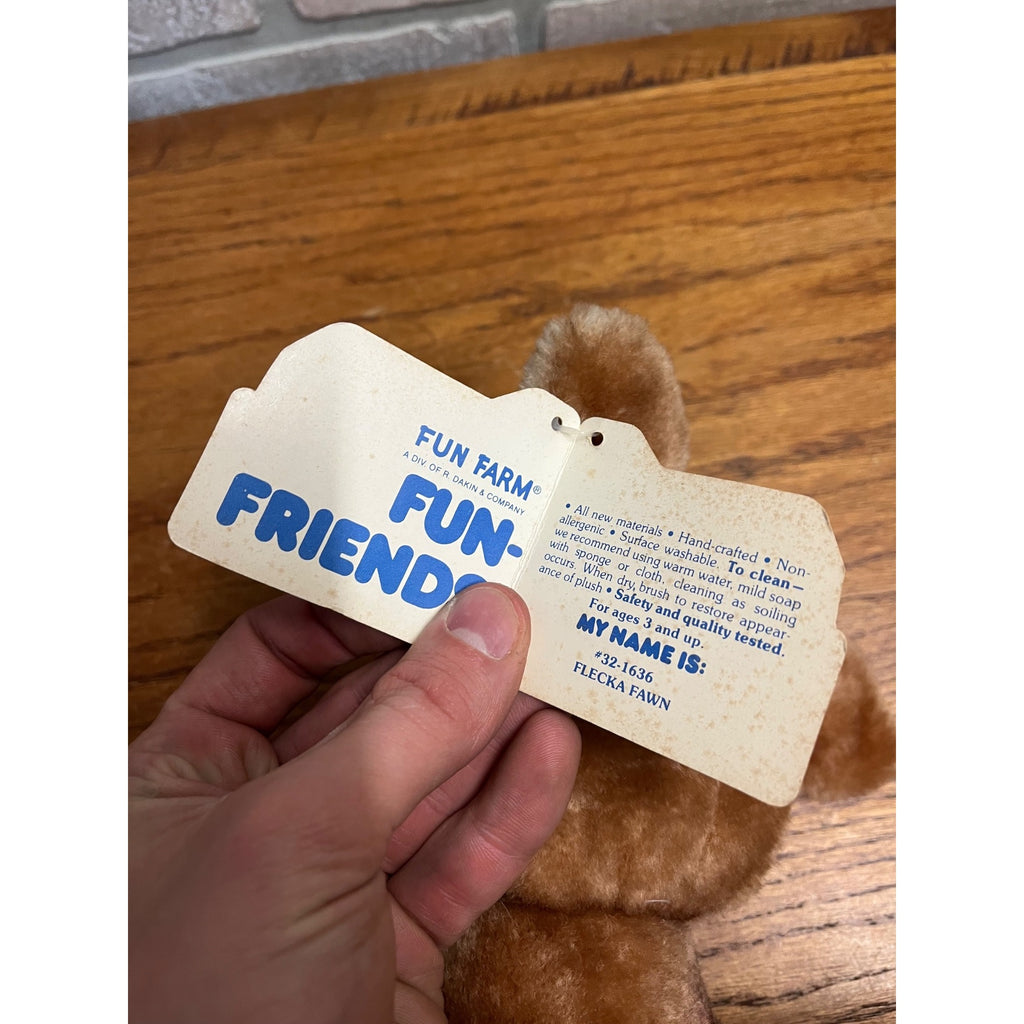 FUN FARM®
A DIV. OF R. DAKIN & COMPANY
FUN-
FRIENDS
• All new materials • Hand-crafted • Non-
allergenic • Surface washable. To clean—
we recommend using warm water, mild soap
with sponge or cloth, cleaning as soiling
occurs. When dry, brush to restore appear-
ance of plush • Safety and quality tested.
For ages 3 and up.
MY NAME IS:
#32-1636
FLECKA FAWN